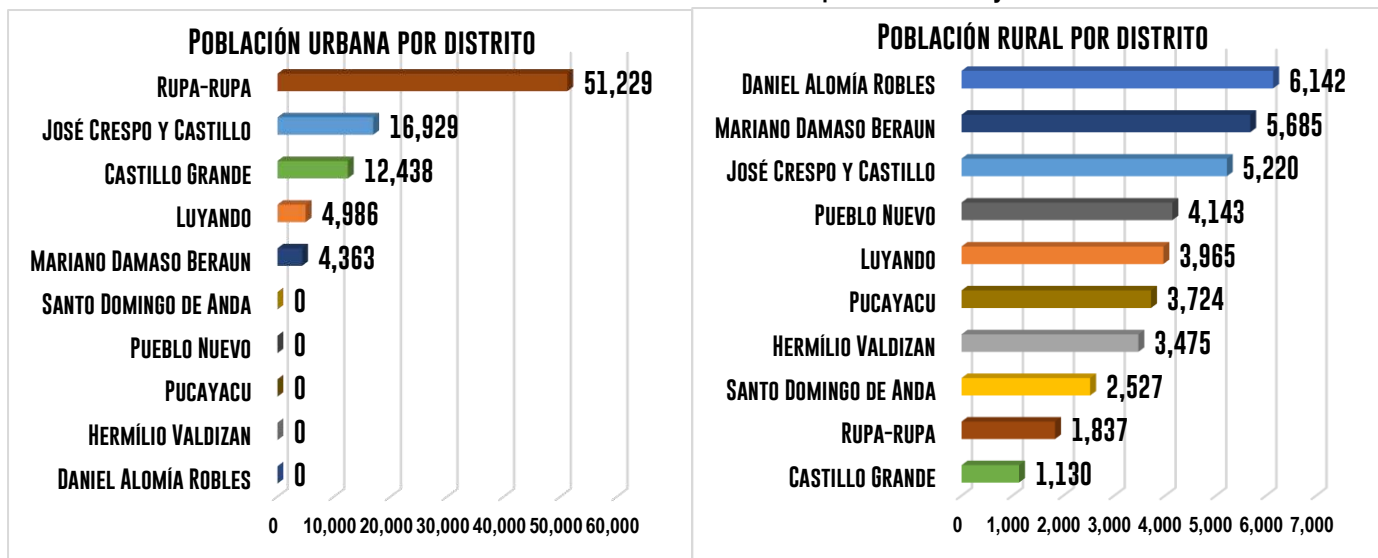 POBLACIÓN URBANA POR DISTRITO
RUPA-RUPA 51,229
JOSÉ CRESPO Y CASTILLO 16,929
CASTILLO GRANDE 12,438
LUYANDO 4,986
MARIANO DAMASO BERAUN 4,363
SANTO DOMINGO DE ANDA 0
PUEBLO NUEVO 0
PUCAYACU 0
HERMÍLIO VALDIZAN 0
DANIEL ALOMÍA ROBLES 0
0 10,000 20,000 30,000 40,000 50,000 60,000
POBLACIÓN RURAL POR DISTRITO
DANIEL ALOMÍA ROBLES 6,142
MARIANO DAMASO BERAUN 5,685
JOSÉ CRESPO Y CASTILLO 5,220
PUEBLO NUEVO 4,143
LUYANDO 3,965
PUCAYACU 3,724
HERMÍLIO VALDIZAN 3,475
SANTO DOMINGO DE ANDA 2,527
RUPA-RUPA 1,837
CASTILLO GRANDE 1,130
0 1,000 2,000 3,000 4,000 5,000 6,000 7,000